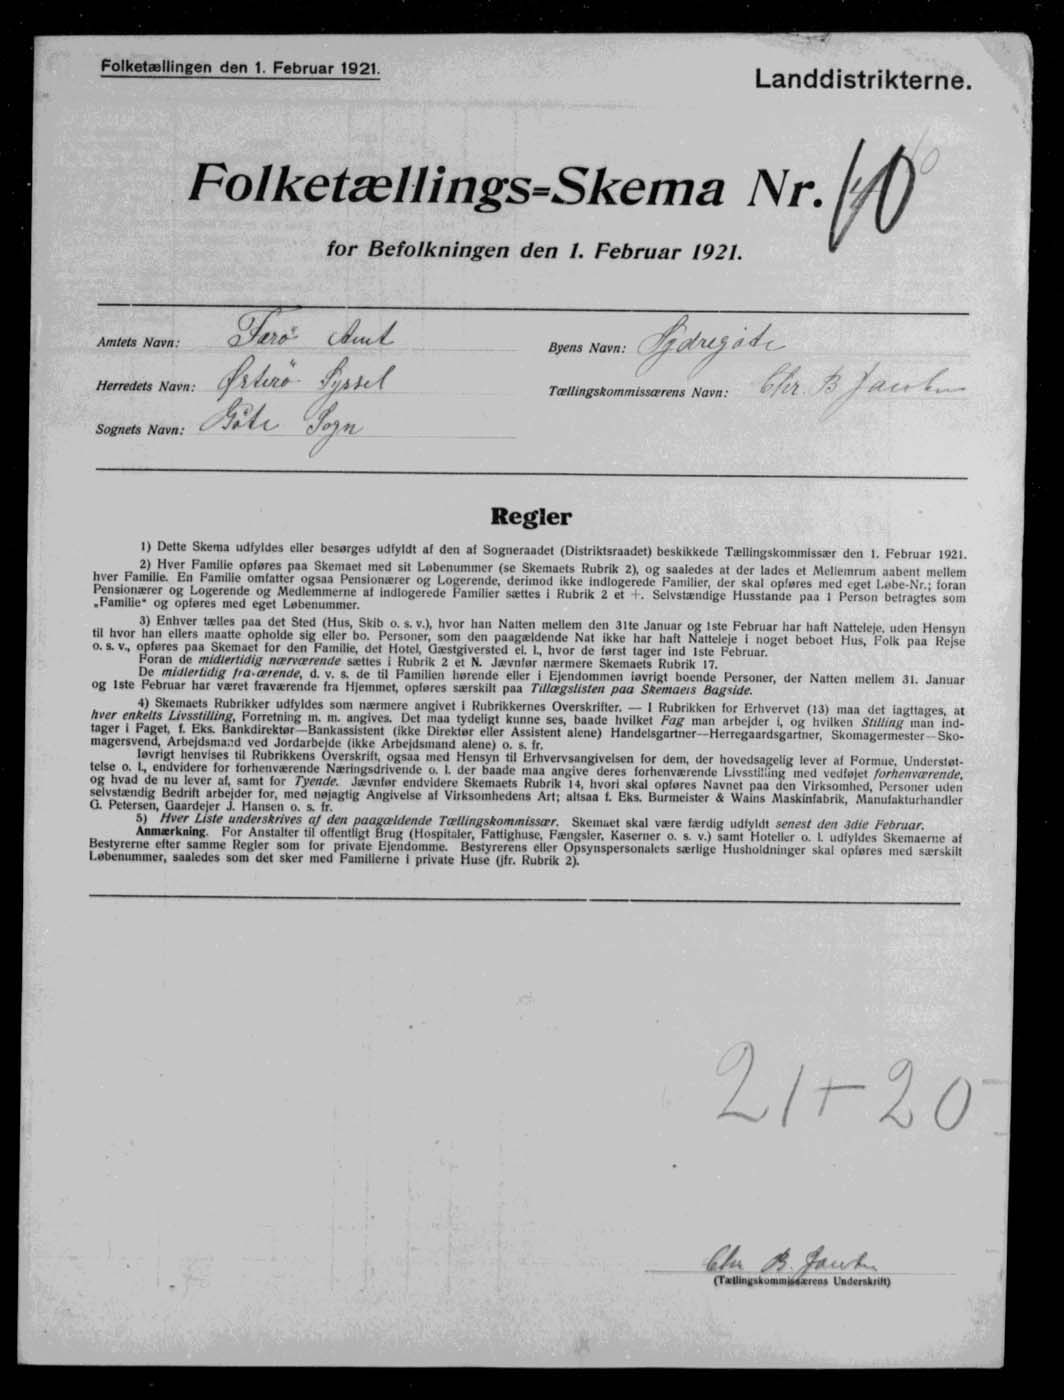 Folketællingen den 1. Februar 1921.
Landdistrikterne.
Folketællings=Skema Nr. 40
for Befolkningen den 1. Februar 1921.
Amtets Navn: Færö Amt
Byens Navn: Sydregöte
Herredets Navn: Østerö Syssel
Tællingskommissærens Navn: Chr. B Jacobsen
Sognets Navn: Göte Sogn
Regler
1) Dette Skema udfyldes eller besørges udfyldt af den af Sogneraadet (Distriktsraadet) beskikkede Tællingskommissær den 1. Februar 1921.
2) Hver Familie opføres paa Skemaet med sit Løbenummer (se Skemaets Rubrik 2), og saaledes at der lades et Mellemrum aabent mellem
hver Familie. En Familie omfatter ogsaa Pensionærer og Logerende, derimod ikke indlogerede Familier, der skal opføres med eget Løbe-Nr.; foran
Pensionærer og Logerende og Medlemmerne af indlogerede Familier sættes i Rubrik 2 et +. Selvstændige Husstande paa 1 Person betragtes som
„Familie“ og opføres med eget Løbenummer.
3) Enhver tælles paa det Sted (Hus, Skib o. s. v.), hvor han Natten mellem den 31te Januar og 1ste Februar har haft Natteleje, uden Hensyn
til hvor han ellers maatte opholde sig eller bo. Personer, som den paagældende Nat ikke har haft Natteleje i noget beboet Hus, Folk paa Rejse
o. s. v., opføres paa Skemaet for den Familie, det Hotel, Gæstgiversted el. l., hvor de først tager ind 1ste Februar.
Foran de midlertidig nærværende sættes i Rubrik 2 et N. Jævnfør nærmere Skemaets Rubrik 17.
De midlertidig fraværende, d. v. s. de til Familien hørende eller i Ejendommen iøvrigt boende Personer, der Natten mellem 31. Januar
og 1ste Februar har været fraværende fra Hjemmet, opføres særskilt paa Tillægslisten paa Skemaets Bagside.
4) Skemaets Rubrikker udfyldes som nærmere angivet i Rubrikkernes Overskrifter. — I Rubrikken for Erhvervet (13) maa det iagttages, at
hver enkelts Livsstilling, Forretning m. m. angives. Det maa tydeligt kunne ses, baade hvilket Fag man arbejder i, og hvilken Stilling man ind-
tager i Faget, f. Eks. Bankdirektør—Bankassistent (ikke Direktør eller Assistent alene) Handelsgartner—Herregaardsgartner, Skomagermester—Sko-
magersvend, Arbejdsmand ved Jordarbejde (ikke Arbejdsmand alene) o. s. fr.
Iøvrigt henvises til Rubrikkens Overskrift, ogsaa med Hensyn til Erhvervsangivelsen for dem, der hovedsagelig lever af Formue, Understøt-
telse o. l., endvidere for forhenværende Næringsdrivende o. l. der baade maa angive deres forhenværende Livsstilling med vedføjet forhenværende,
og hvad de nu lever af, samt for Tyende. Jævnfør endvidere Skemaets Rubrik 14, hvori skal opføres Navnet paa den Virksomhed, Personer uden
selvstændig Bedrift arbejder for, med nøjagtig Angivelse af Virksomhedens Art; altsaa f. Eks. Burmeister & Wains Maskinfabrik, Manufakturhandler
G. Petersen, Gaardejer J. Hansen o. s. fr.
5) Hver Liste underskrives af den paagældende Tællingskommissær. Skemaet skal være færdig udfyldt senest den 3die Februar.
Anmærkning. For Anstalter til offentligt Brug (Hospitaler, Fattighuse, Fængsler, Kaserner o. s. v.) samt Hoteller o. l. udfyldes Skemaerne af
Bestyrerne efter samme Regler som for private Ejendomme. Bestyrerens eller Opsynspersonalets særlige Husholdninger skal opføres med særskilt
Løbenummer, saaledes som det sker med Familierne i private Huse (jfr. Rubrik 2).
21 + 20
Chr B. Jacobsen
(Tællingskommissærens Underskrift)